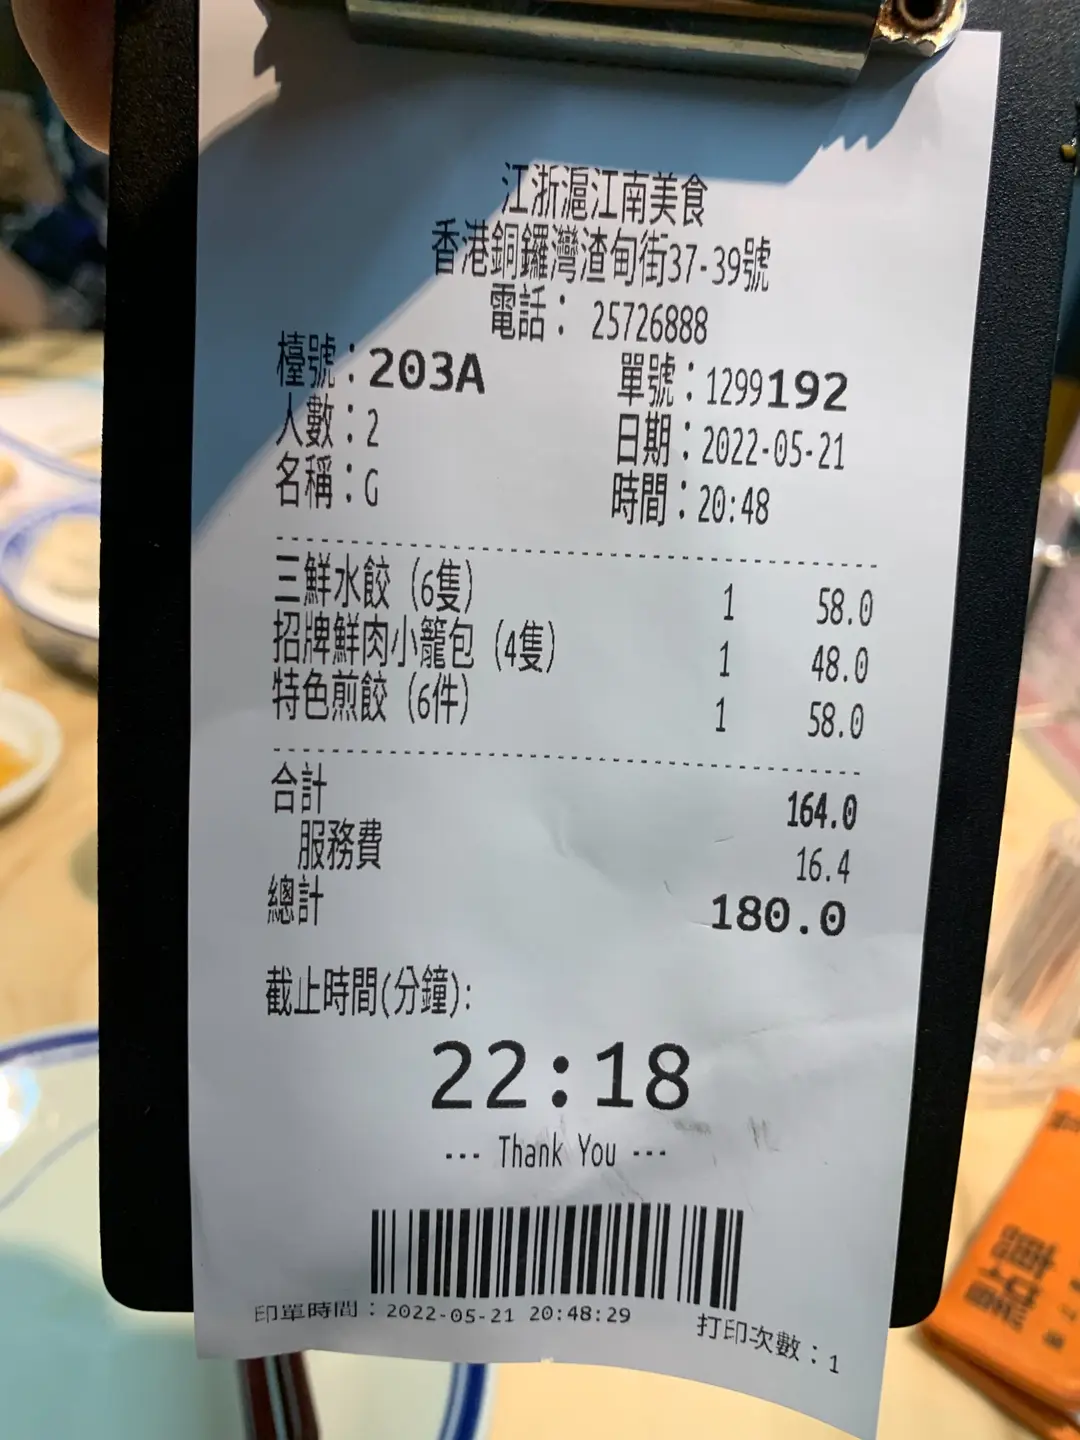 江浙滬江南美食
香港銅鑼灣渣甸街37-39號
電話: 25726888
檯號:203A 單號:1299192
人數:2 日期:2022-05-21
名稱:G 時間:20:48
三鮮水餃 (6隻) 1 58.0
招牌鮮肉小籠包 (4隻) 1 48.0
特色煎餃 (6件) 1 58.0
合計 164.0
服務費 16.4
總計 180.0
截止時間(分鐘):
22:18
--- Thank You ---
印單時間:2022-05-21 20:48:29 打印次數:1